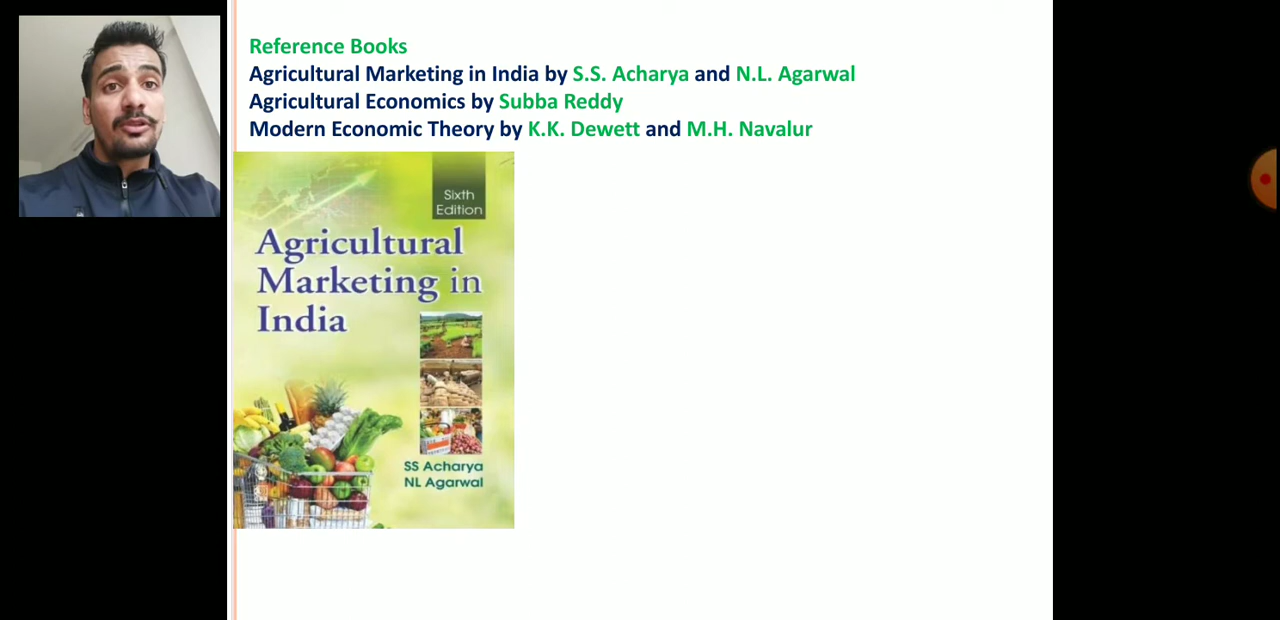 Reference Books
Agricultural Marketing in India by S.S. Acharya and N.L. Agarwal
Agricultural Economics by Subba Reddy
Modern Economic Theory by K.K. Dewett and M.H. Navalur
Sixth
Edition
Agricultural
Marketing in
India
SS Acharya
NL Agarwal